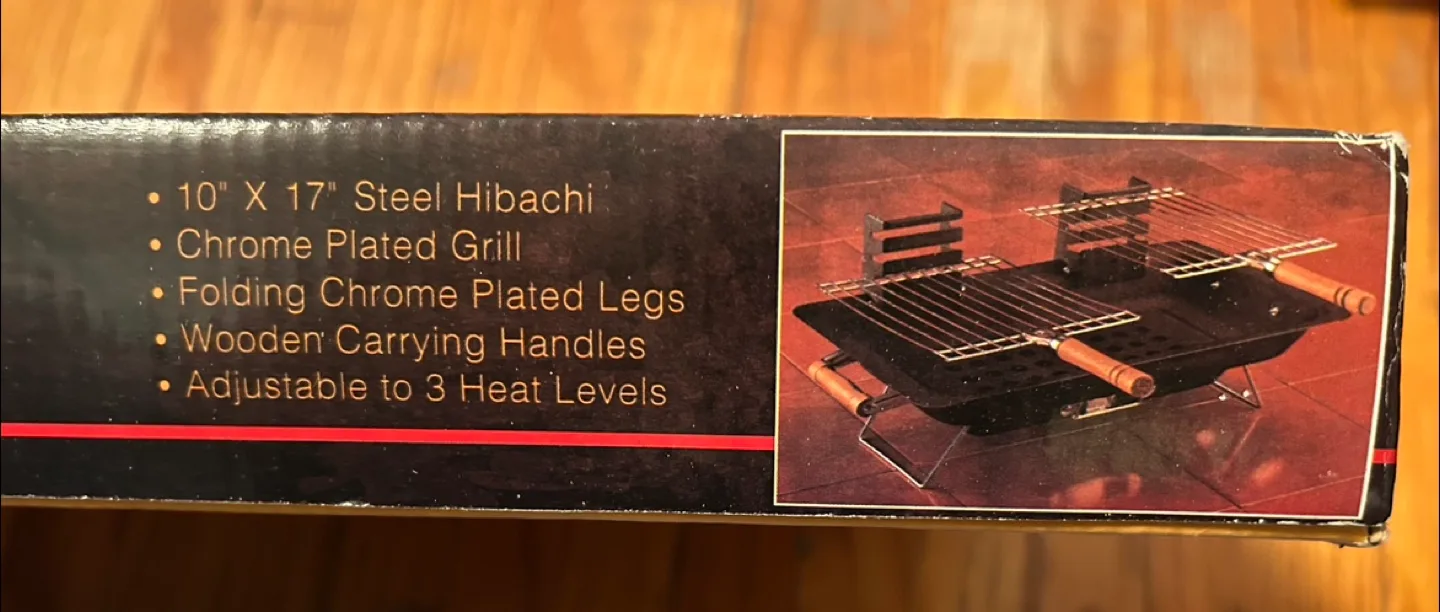 • 10" X 17" Steel Hibachi
• Chrome Plated Grill
• Folding Chrome Plated Legs
• Wooden Carrying Handles
• Adjustable to 3 Heat Levels